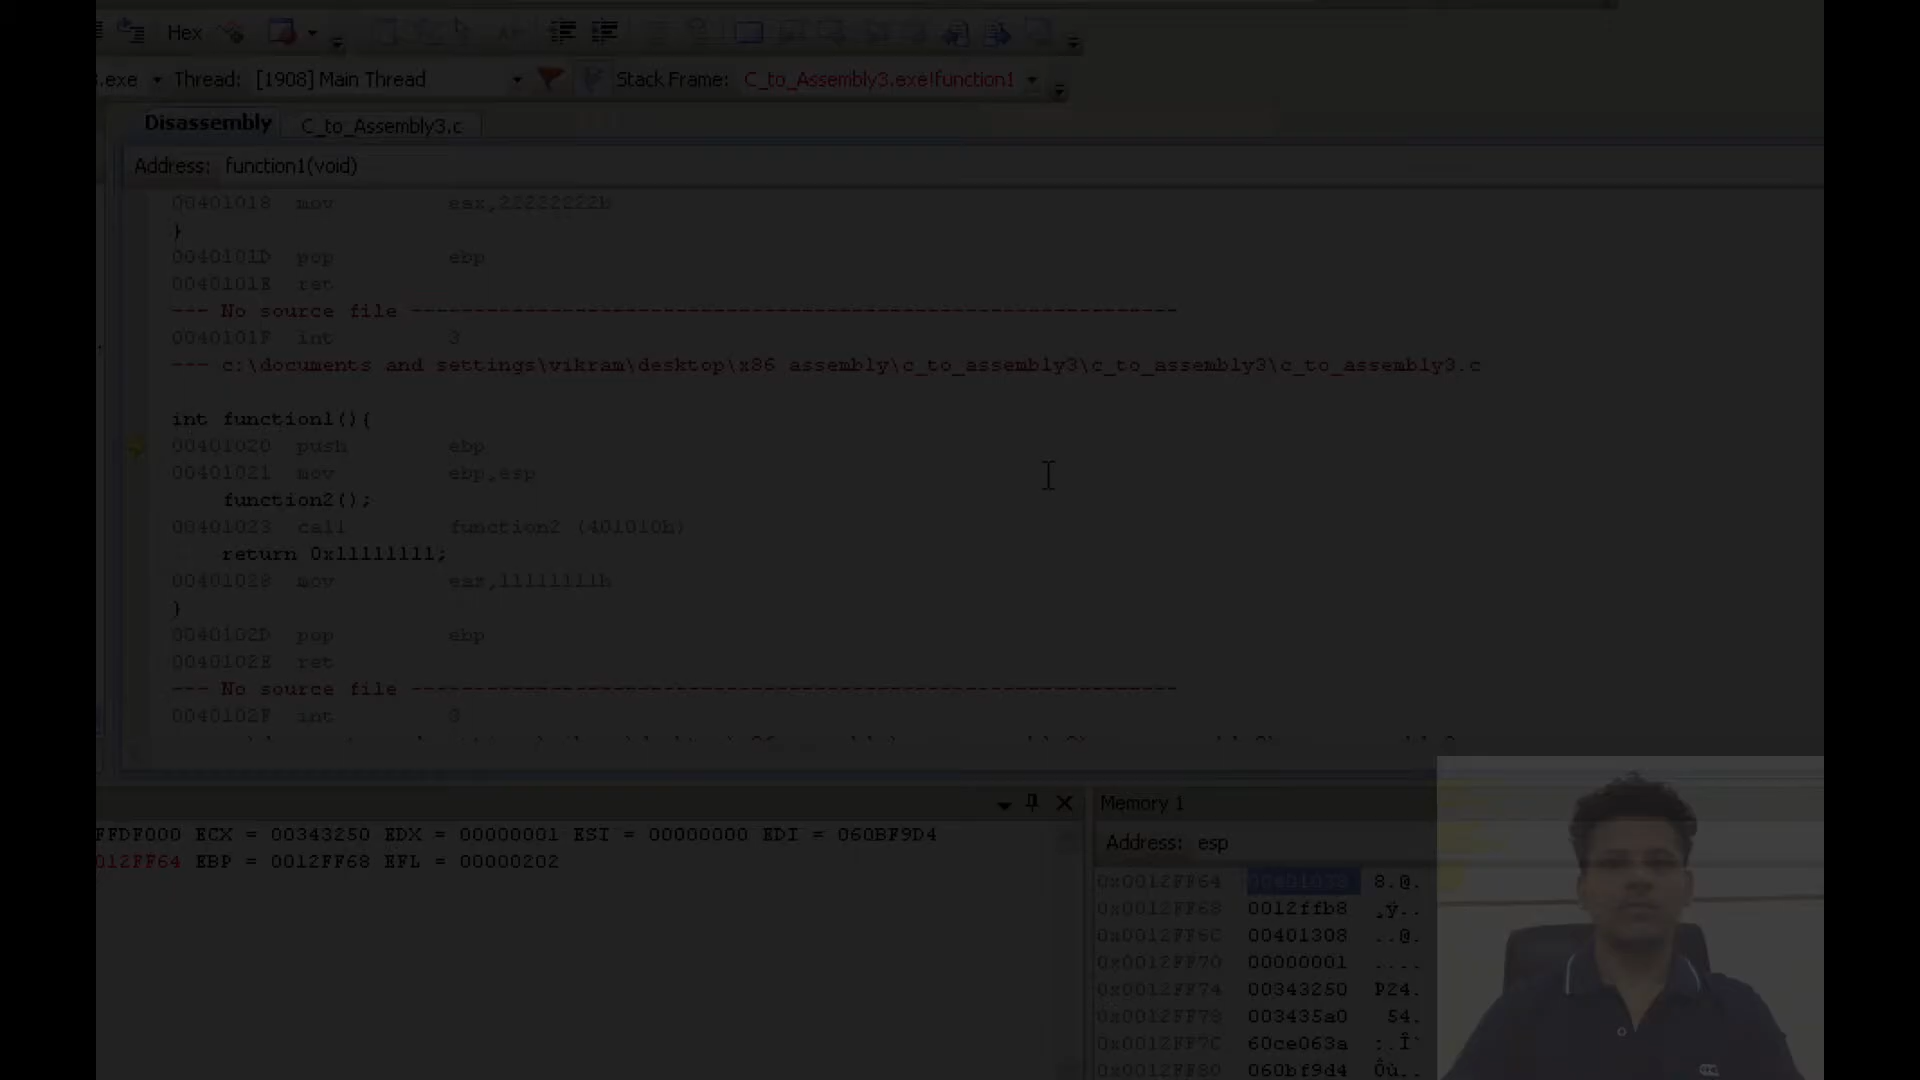 Hex
3.exe Thread: [1908] Main Thread Stack Frame: C_to_Assembly3.exe!function1
Disassembly C_to_Assembly3.c
Address: function1(void)
00401018 mov eax,22222222h
}
0040101D pop ebp
0040101E ret
--- No source file ---------------------------------------------------------------------------
0040101F int 3
--- c:\documents and settings\vikram\desktop\x86 assembly\c_to_assembly3\c_to_assembly3\c_to_assembly3.c
int function1(){
00401020 push ebp
00401021 mov ebp,esp
function2();
00401023 call function2 (401010h)
return 0x11111111;
00401028 mov eax,11111111h
}
0040102D pop ebp
0040102E ret
--- No source file ---------------------------------------------------------------------------
0040102F int 3
FFDF000 ECX = 00343250 EDX = 00000001 ESI = 00000000 EDI = 060BF9D4
012FF64 EBP = 0012FF68 EFL = 00000202
Memory 1
Address: esp
0x0012FF64 00401038 8.@.
0x0012FF68 0012ffb8 ¸ÿ..
0x0012FF6C 00401308 ..@.
0x0012FF70 00000001 ....
0x0012FF74 00343250 P24.
0x0012FF78 003435a0 54.
0x0012FF7C 60ce063a :.Î`
0x0012FF80 060bf9d4 Ôù..